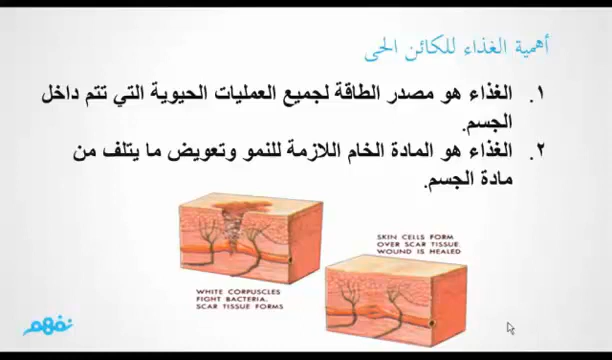 أهمية الغذاء للكائن الحى
١. الغذاء هو مصدر الطاقة لجميع العمليات الحيوية التي تتم داخل
الجسم.
٢. الغذاء هو المادة الخام اللازمة للنمو وتعويض ما يتلف من
مادة الجسم.
SKIN CELLS FORM
OVER SCAR TISSUE
WOUND IS HEALED
WHITE CORPUSCLES
FIGHT BACTERIA,
SCAR TISSUE FORMS
نفهم